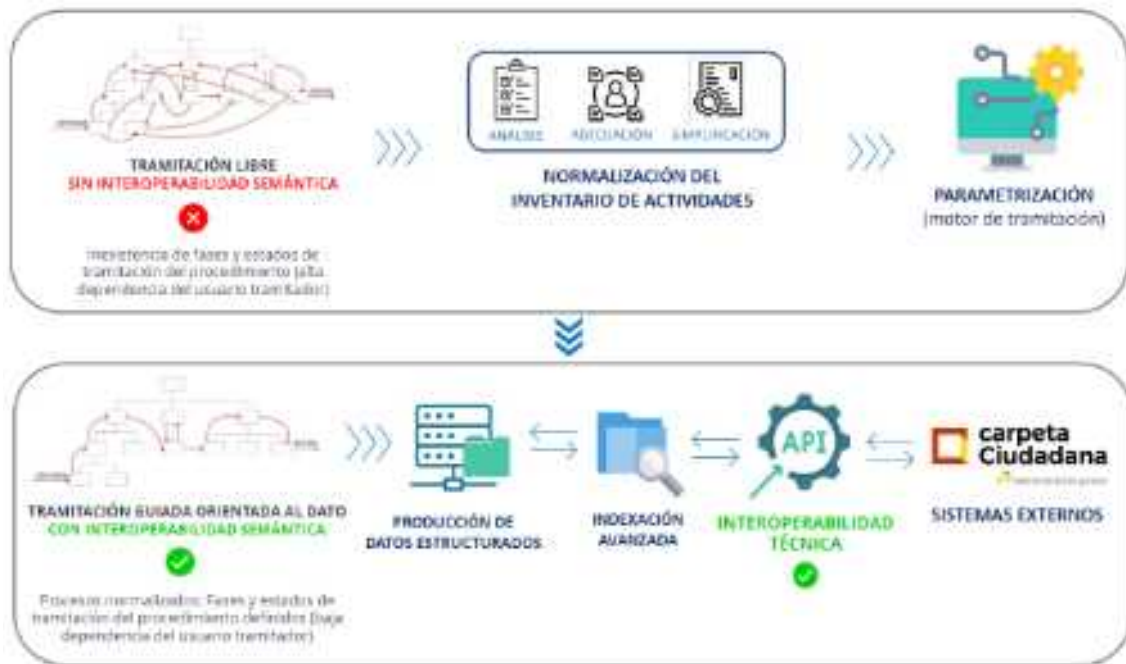 ANÁLISIS
ADECUACIÓN
SIMPLIFICACIÓN
TRAMITACIÓN LIBRE
SIN INTEROPERABILIDAD SEMÁNTICA
NORMALIZACIÓN DEL
INVENTARIO DE ACTIVIDADES
PARAMETRIZACIÓN
(motor de tramitación)
Inexistencia de fases y estados de
tramitación del procedimiento (alta
dependencia del usuario tramitador)
API
carpeta
Ciudadana
TRAMITACIÓN GUIADA ORIENTADA AL DATO
CON INTEROPERABILIDAD SEMÁNTICA
PRODUCCIÓN DE
DATOS ESTRUCTURADOS
INDEXACIÓN
AVANZADA
INTEROPERABILIDAD
TÉCNICA
SISTEMAS EXTERNOS
Procesos normalizados: Fases y estados de
tramitación del procedimiento definidos (baja
dependencia del usuario tramitador)